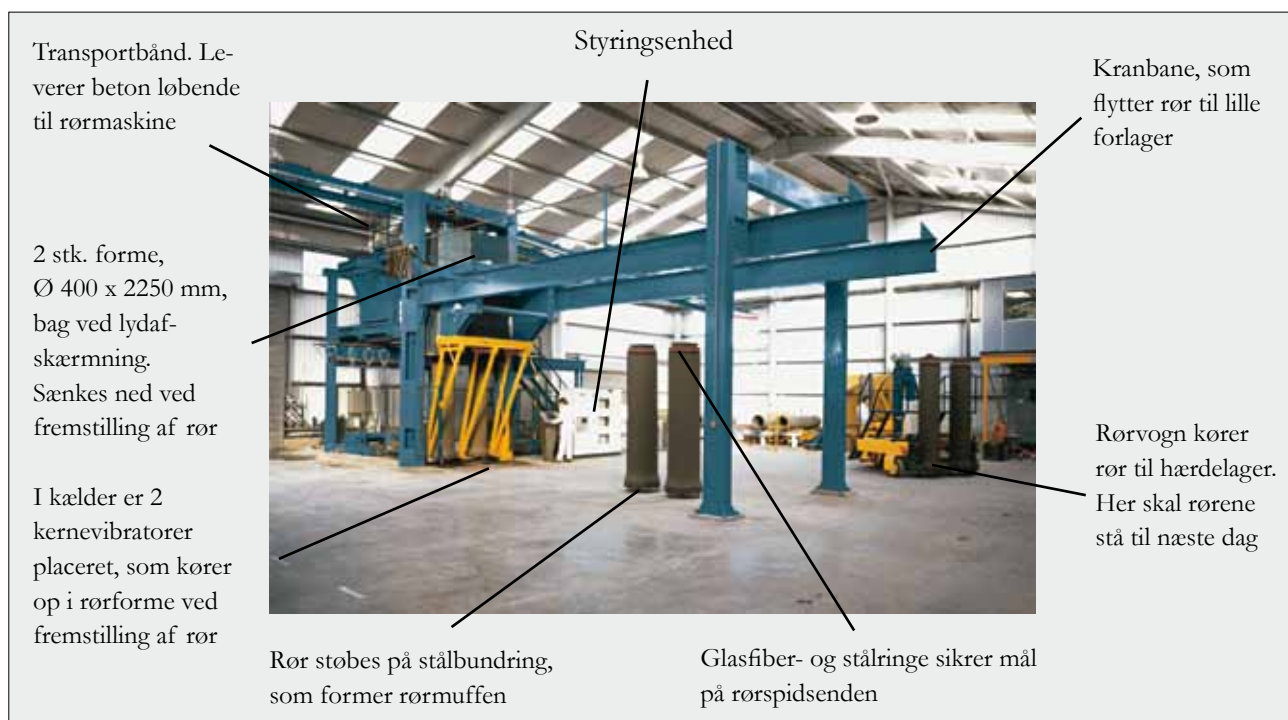 Transportbånd. Le-
verer beton løbende
til rørmaskine
Styringsenhed
Kranbane, som
flytter rør til lille
forlager
2 stk. forme,
Ø 400 x 2250 mm,
bag ved lydaf-
skærmning.
Sænkes ned ved
fremstilling af rør
I kælder er 2
kernevibratorer
placeret, som kører
op i rørforme ved
fremstilling af rør
Rørvogn kører
rør til hærdelager.
Her skal rørene
stå til næste dag
Rør støbes på stålbundring,
som former rørmuffen
Glasfiber- og stålringe sikrer mål
på rørspidsenden